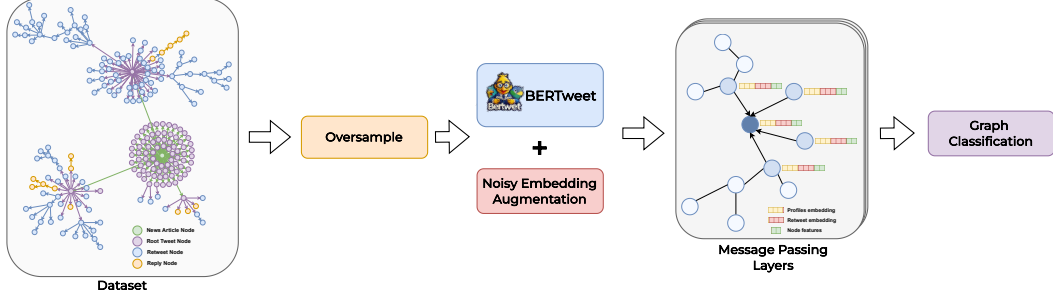 News Article Node
Root Tweet Node
Retweet Node
Reply Node
Dataset
Oversample
Bertweet
BERTweet
+
Noisy Embedding
Augmentation
Profiles embedding
Retweet embedding
Node features
Message Passing
Layers
Graph
Classification